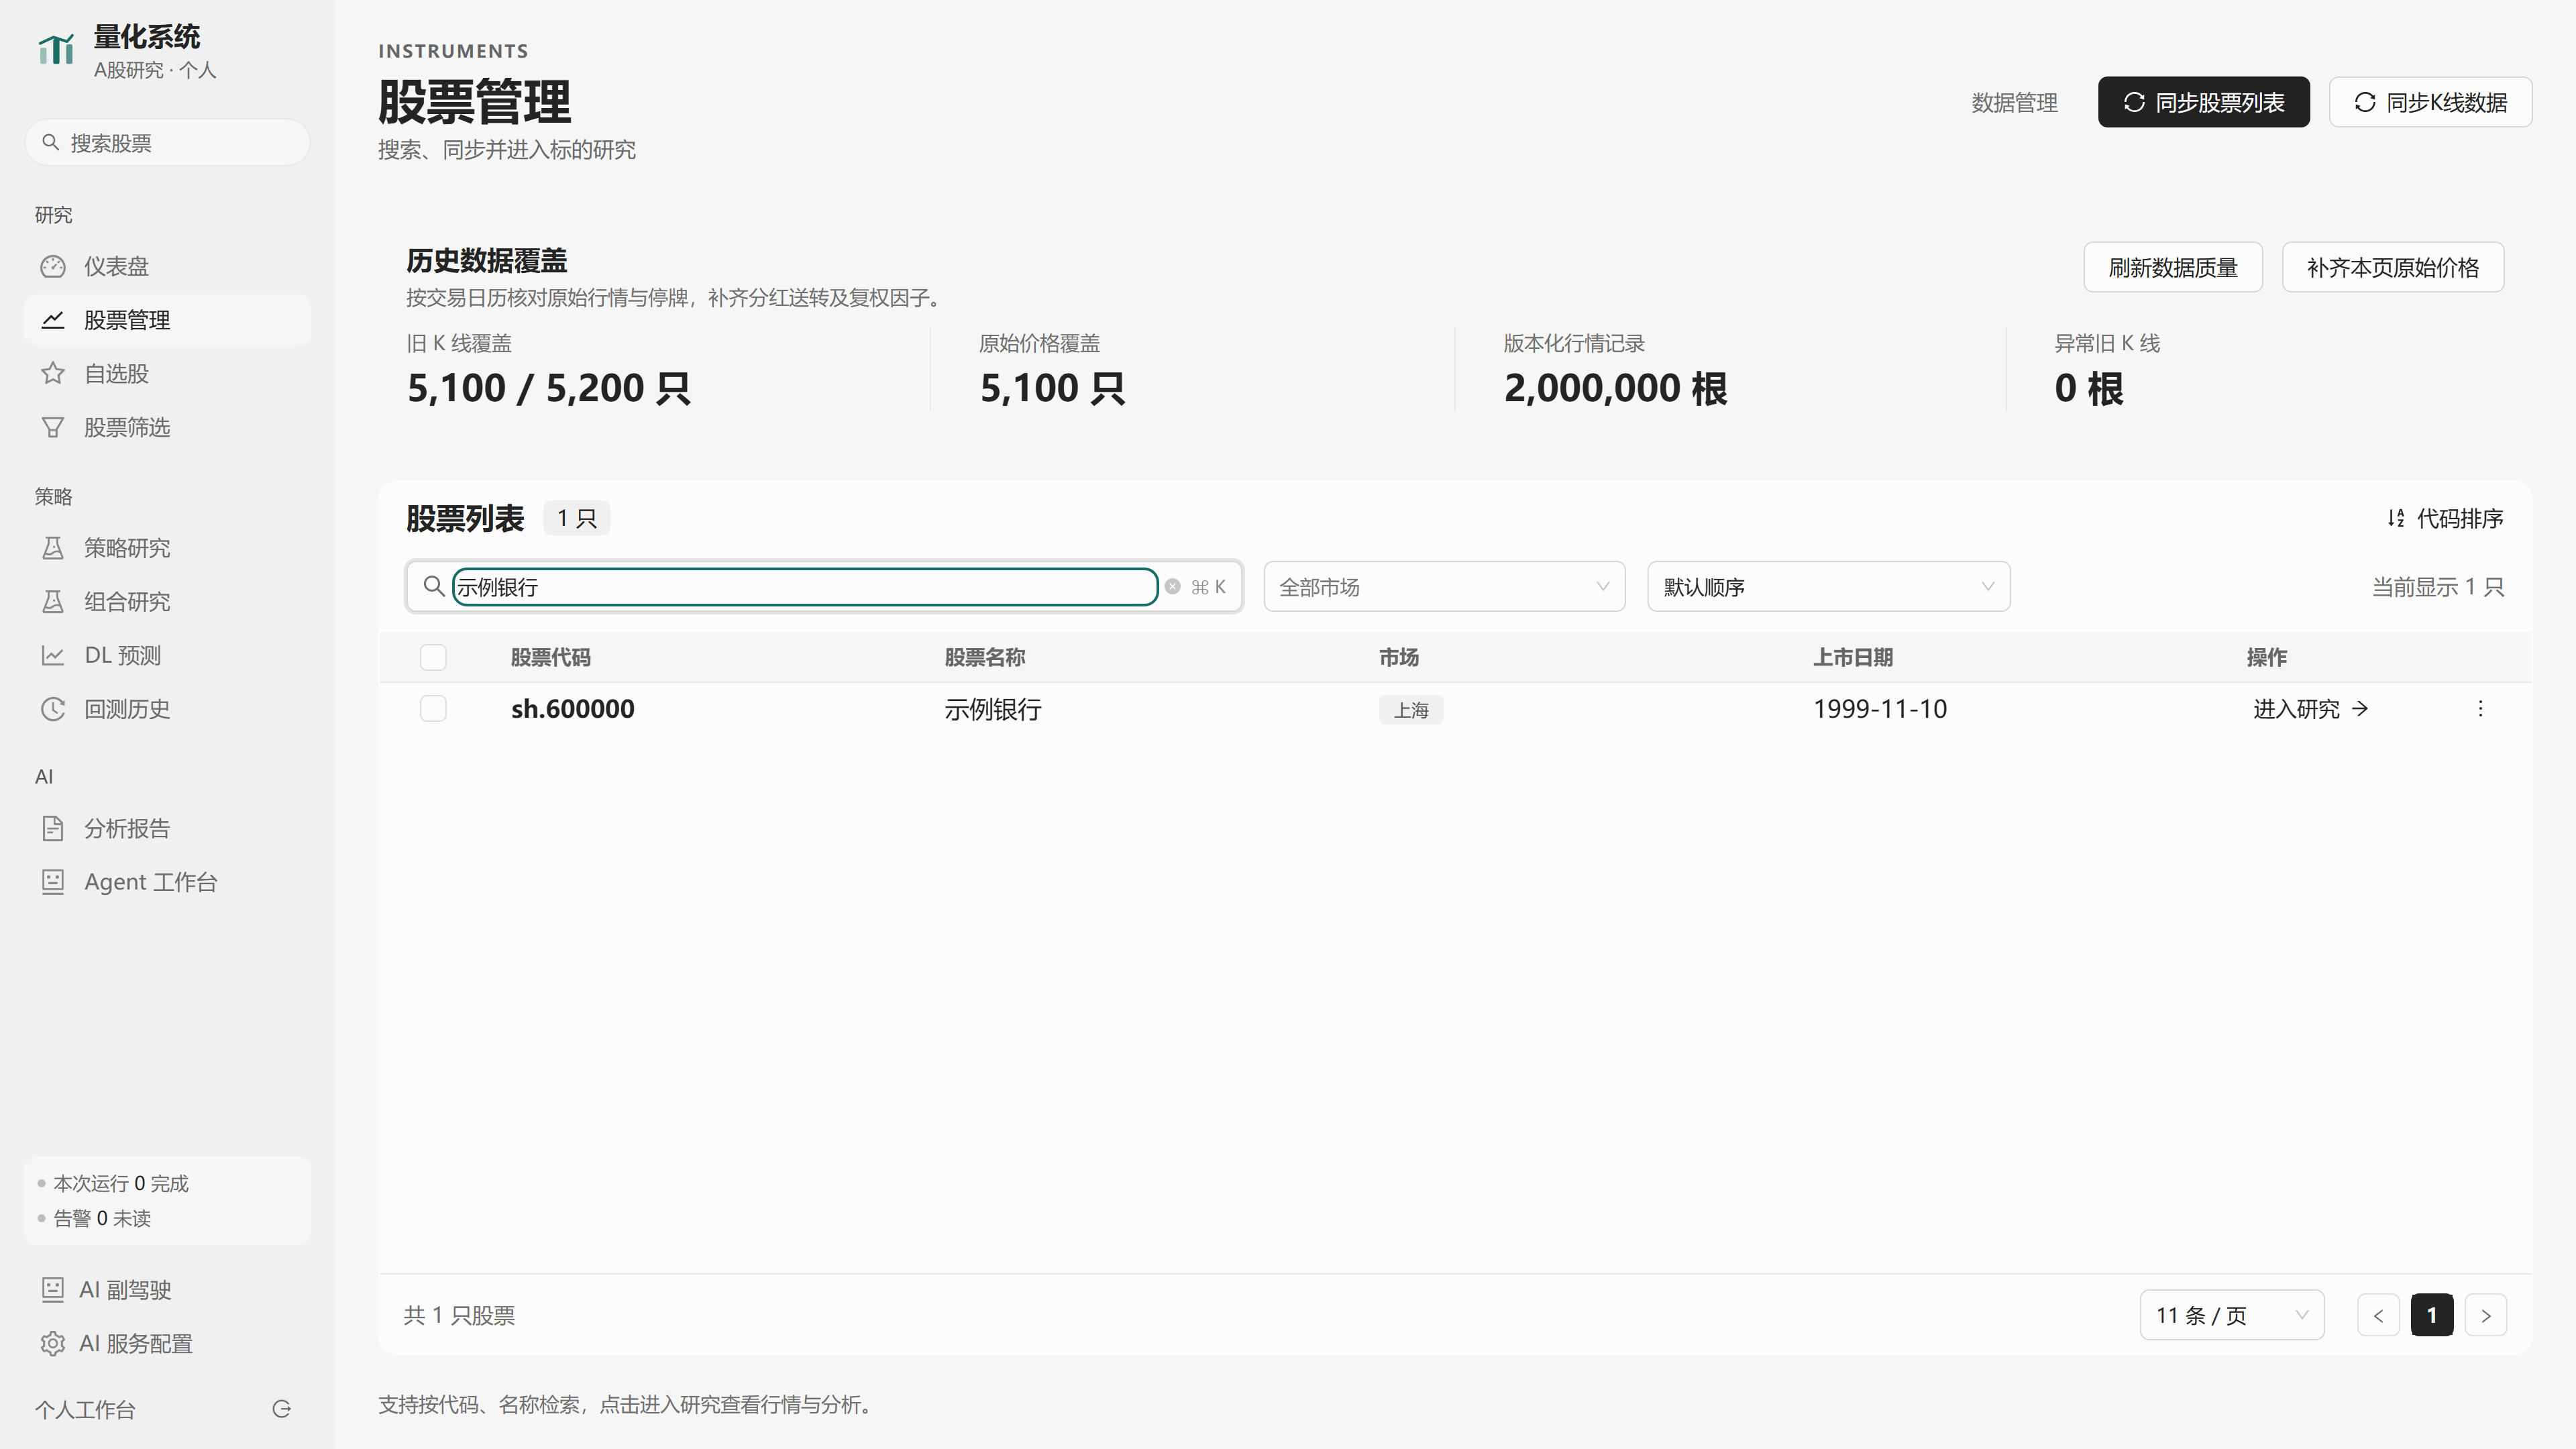 量化系统
A股研究 · 个人
搜索股票
研究
仪表盘
股票管理
自选股
股票筛选
策略
策略研究
组合研究
DL 预测
回测历史
AI
分析报告
Agent 工作台
本次运行 0 完成
告警 0 未读
AI 副驾驶
AI 服务配置
个人工作台
INSTRUMENTS
股票管理
搜索、同步并进入标的研究
数据管理
同步股票列表
同步K线数据
历史数据覆盖
按交易日历核对原始行情与停牌，补齐分红送转及复权因子。
刷新数据质量
补齐本页原始价格
旧 K 线覆盖
5,100 / 5,200 只
原始价格覆盖
5,100 只
版本化行情记录
2,000,000 根
异常旧 K 线
0 根
股票列表
1 只
代码排序
示例银行
⌘ K
全部市场
默认顺序
当前显示 1 只
股票代码 股票名称 市场 上市日期 操作
sh.600000 示例银行 上海 1999-11-10 进入研究 →
共 1 只股票
11 条 / 页
< 1 >
支持按代码、名称检索，点击进入研究查看行情与分析。